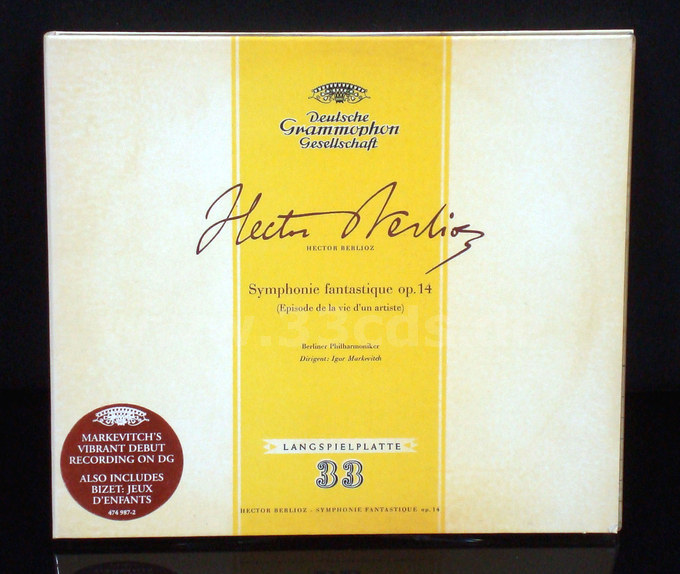 Deutsche
Grammophon
Gesellschaft
Hector Berlioz
HECTOR BERLIOZ
Symphonie fantastique op. 14
(Episode de la vie d'un artiste)
Berliner Philharmoniker
Dirigent: Igor Markevitch
LANGSPIELPLATTE
33
HECTOR BERLIOZ - SYMPHONIE FANTASTIQUE op. 14
MARKEVITCH'S
VIBRANT DEBUT
RECORDING ON DG
ALSO INCLUDES
BIZET: JEUX
D'ENFANTS
474 987-2